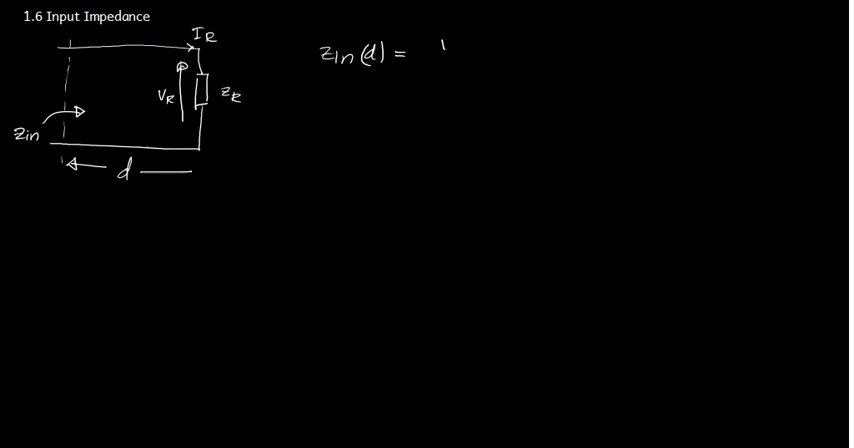 1.6 Input Impedance
I_R
Z_in(d) =
V_R
Z_R
Z_in
d